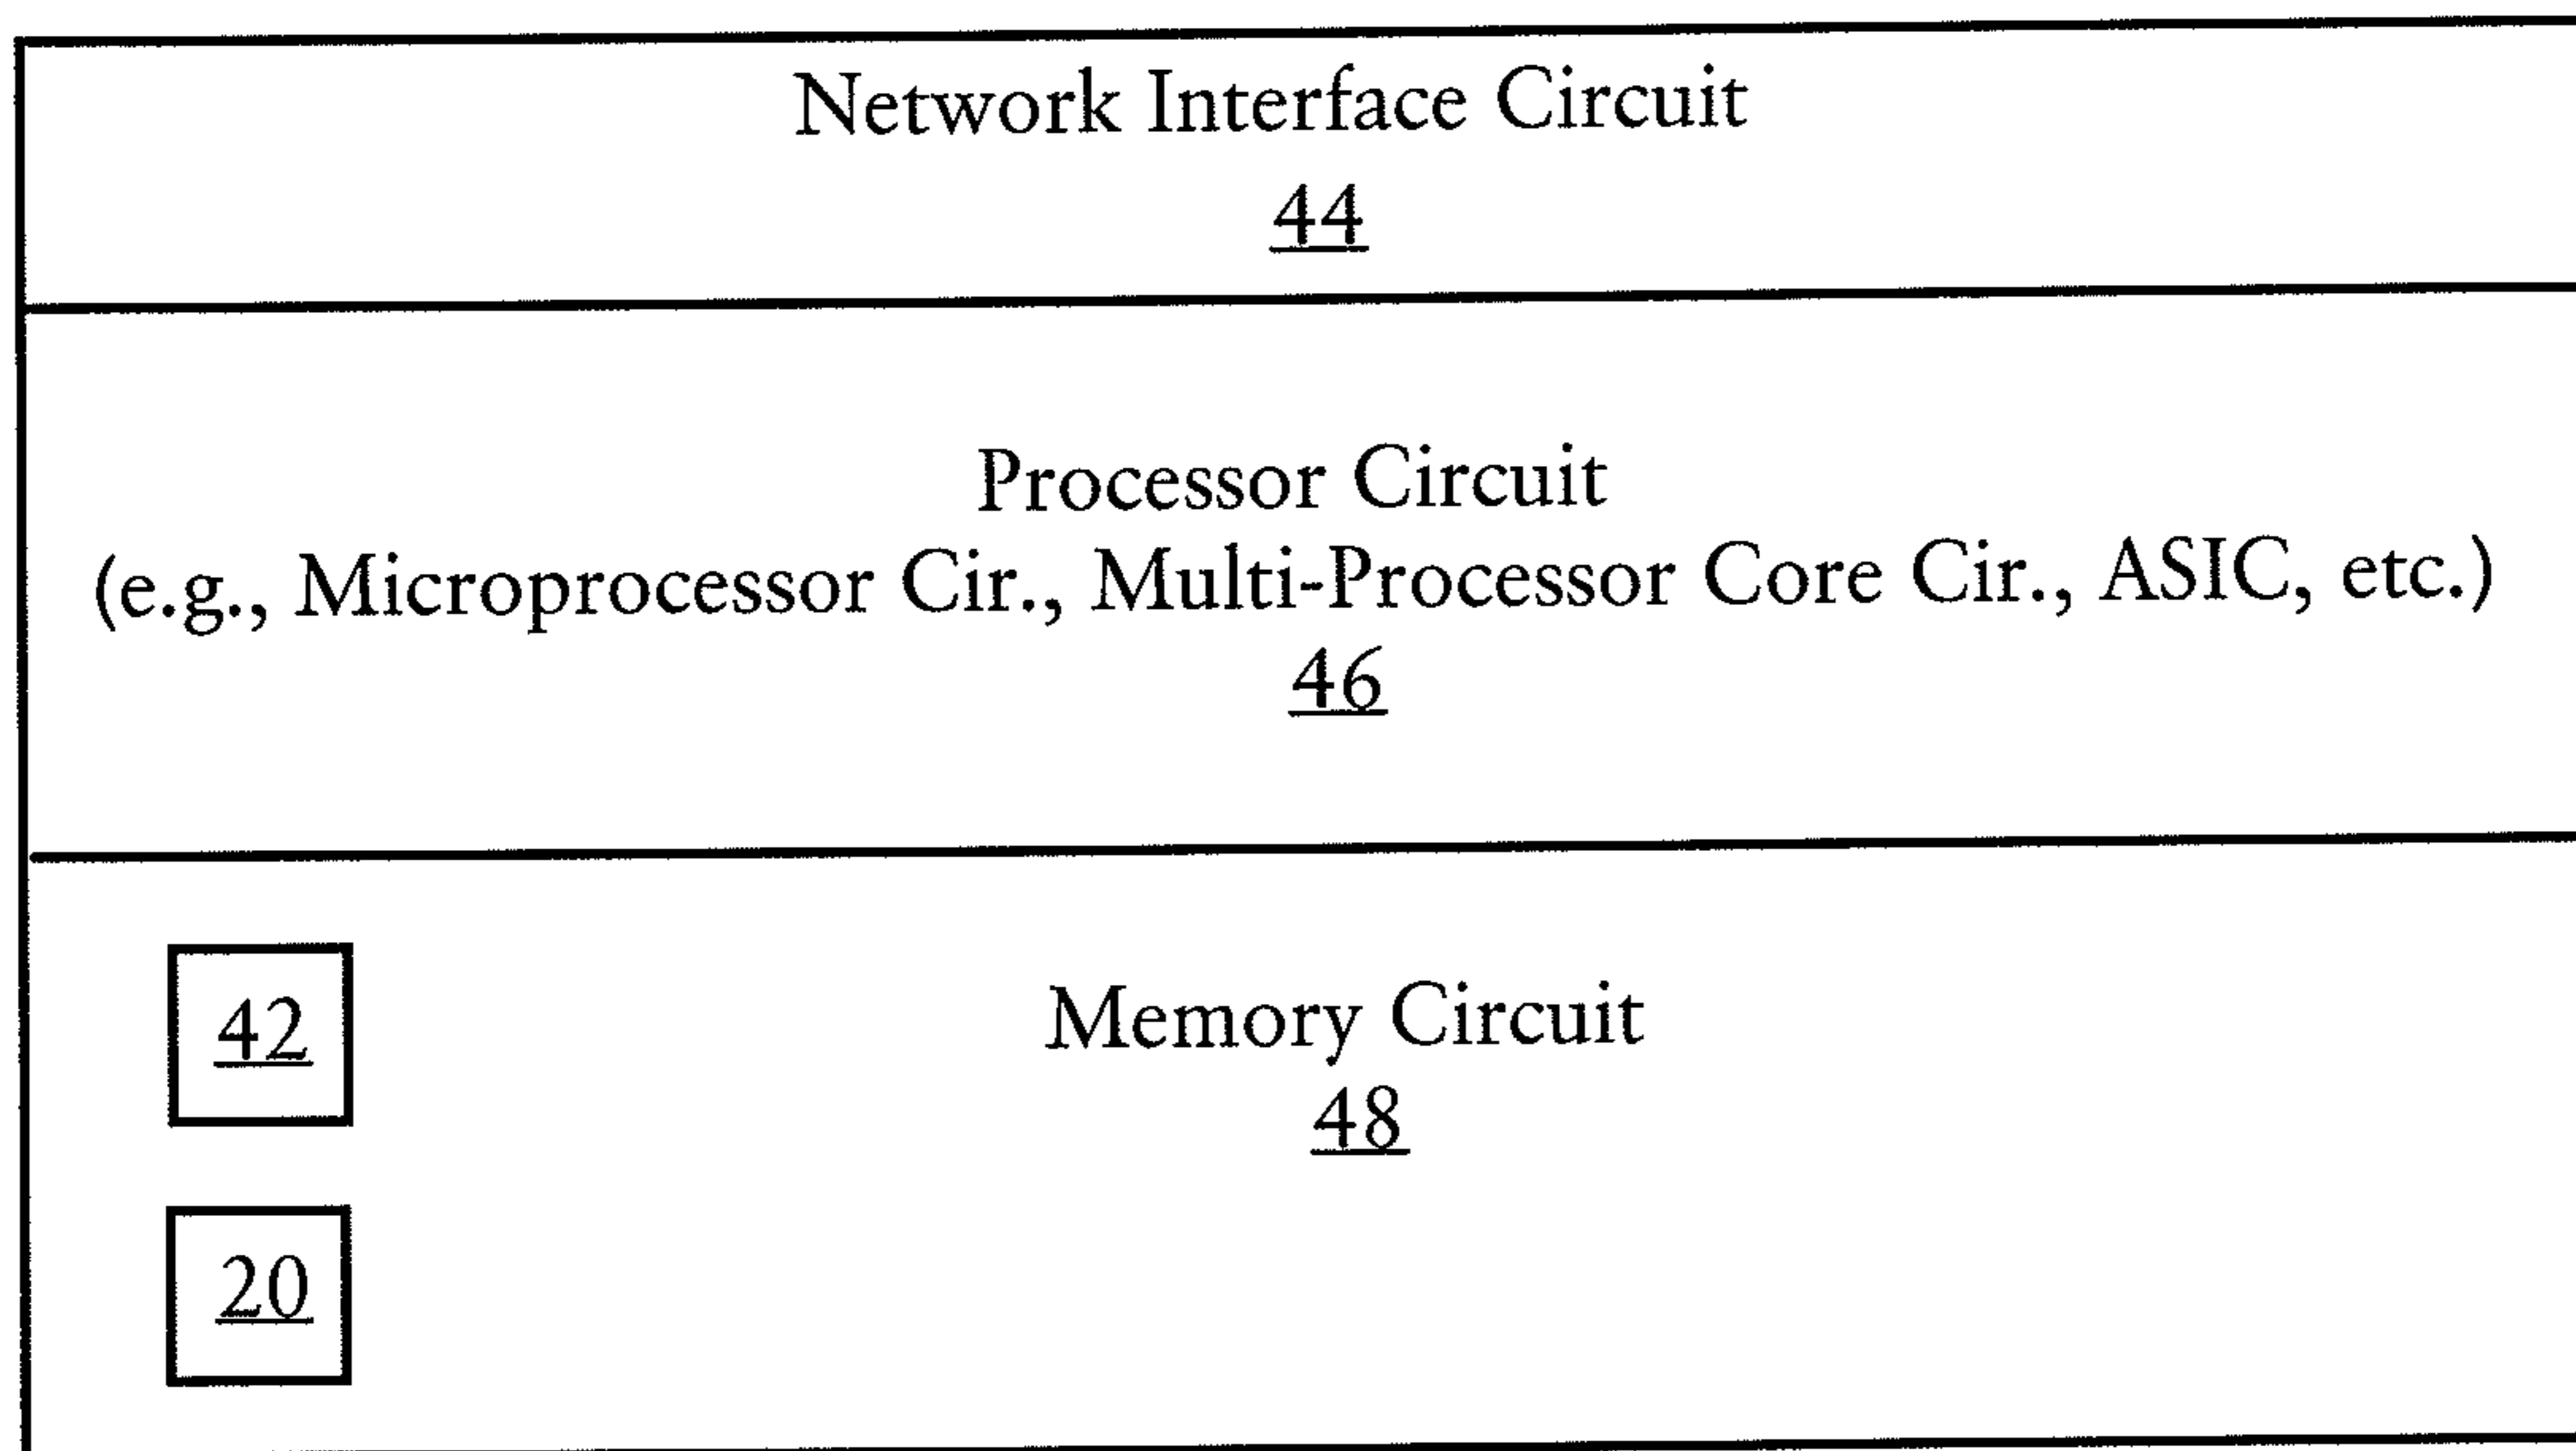 Network Interface Circuit
44
Processor Circuit
(e.g., Microprocessor Cir., Multi-Processor Core Cir., ASIC, etc.)
46
42
Memory Circuit
48
20